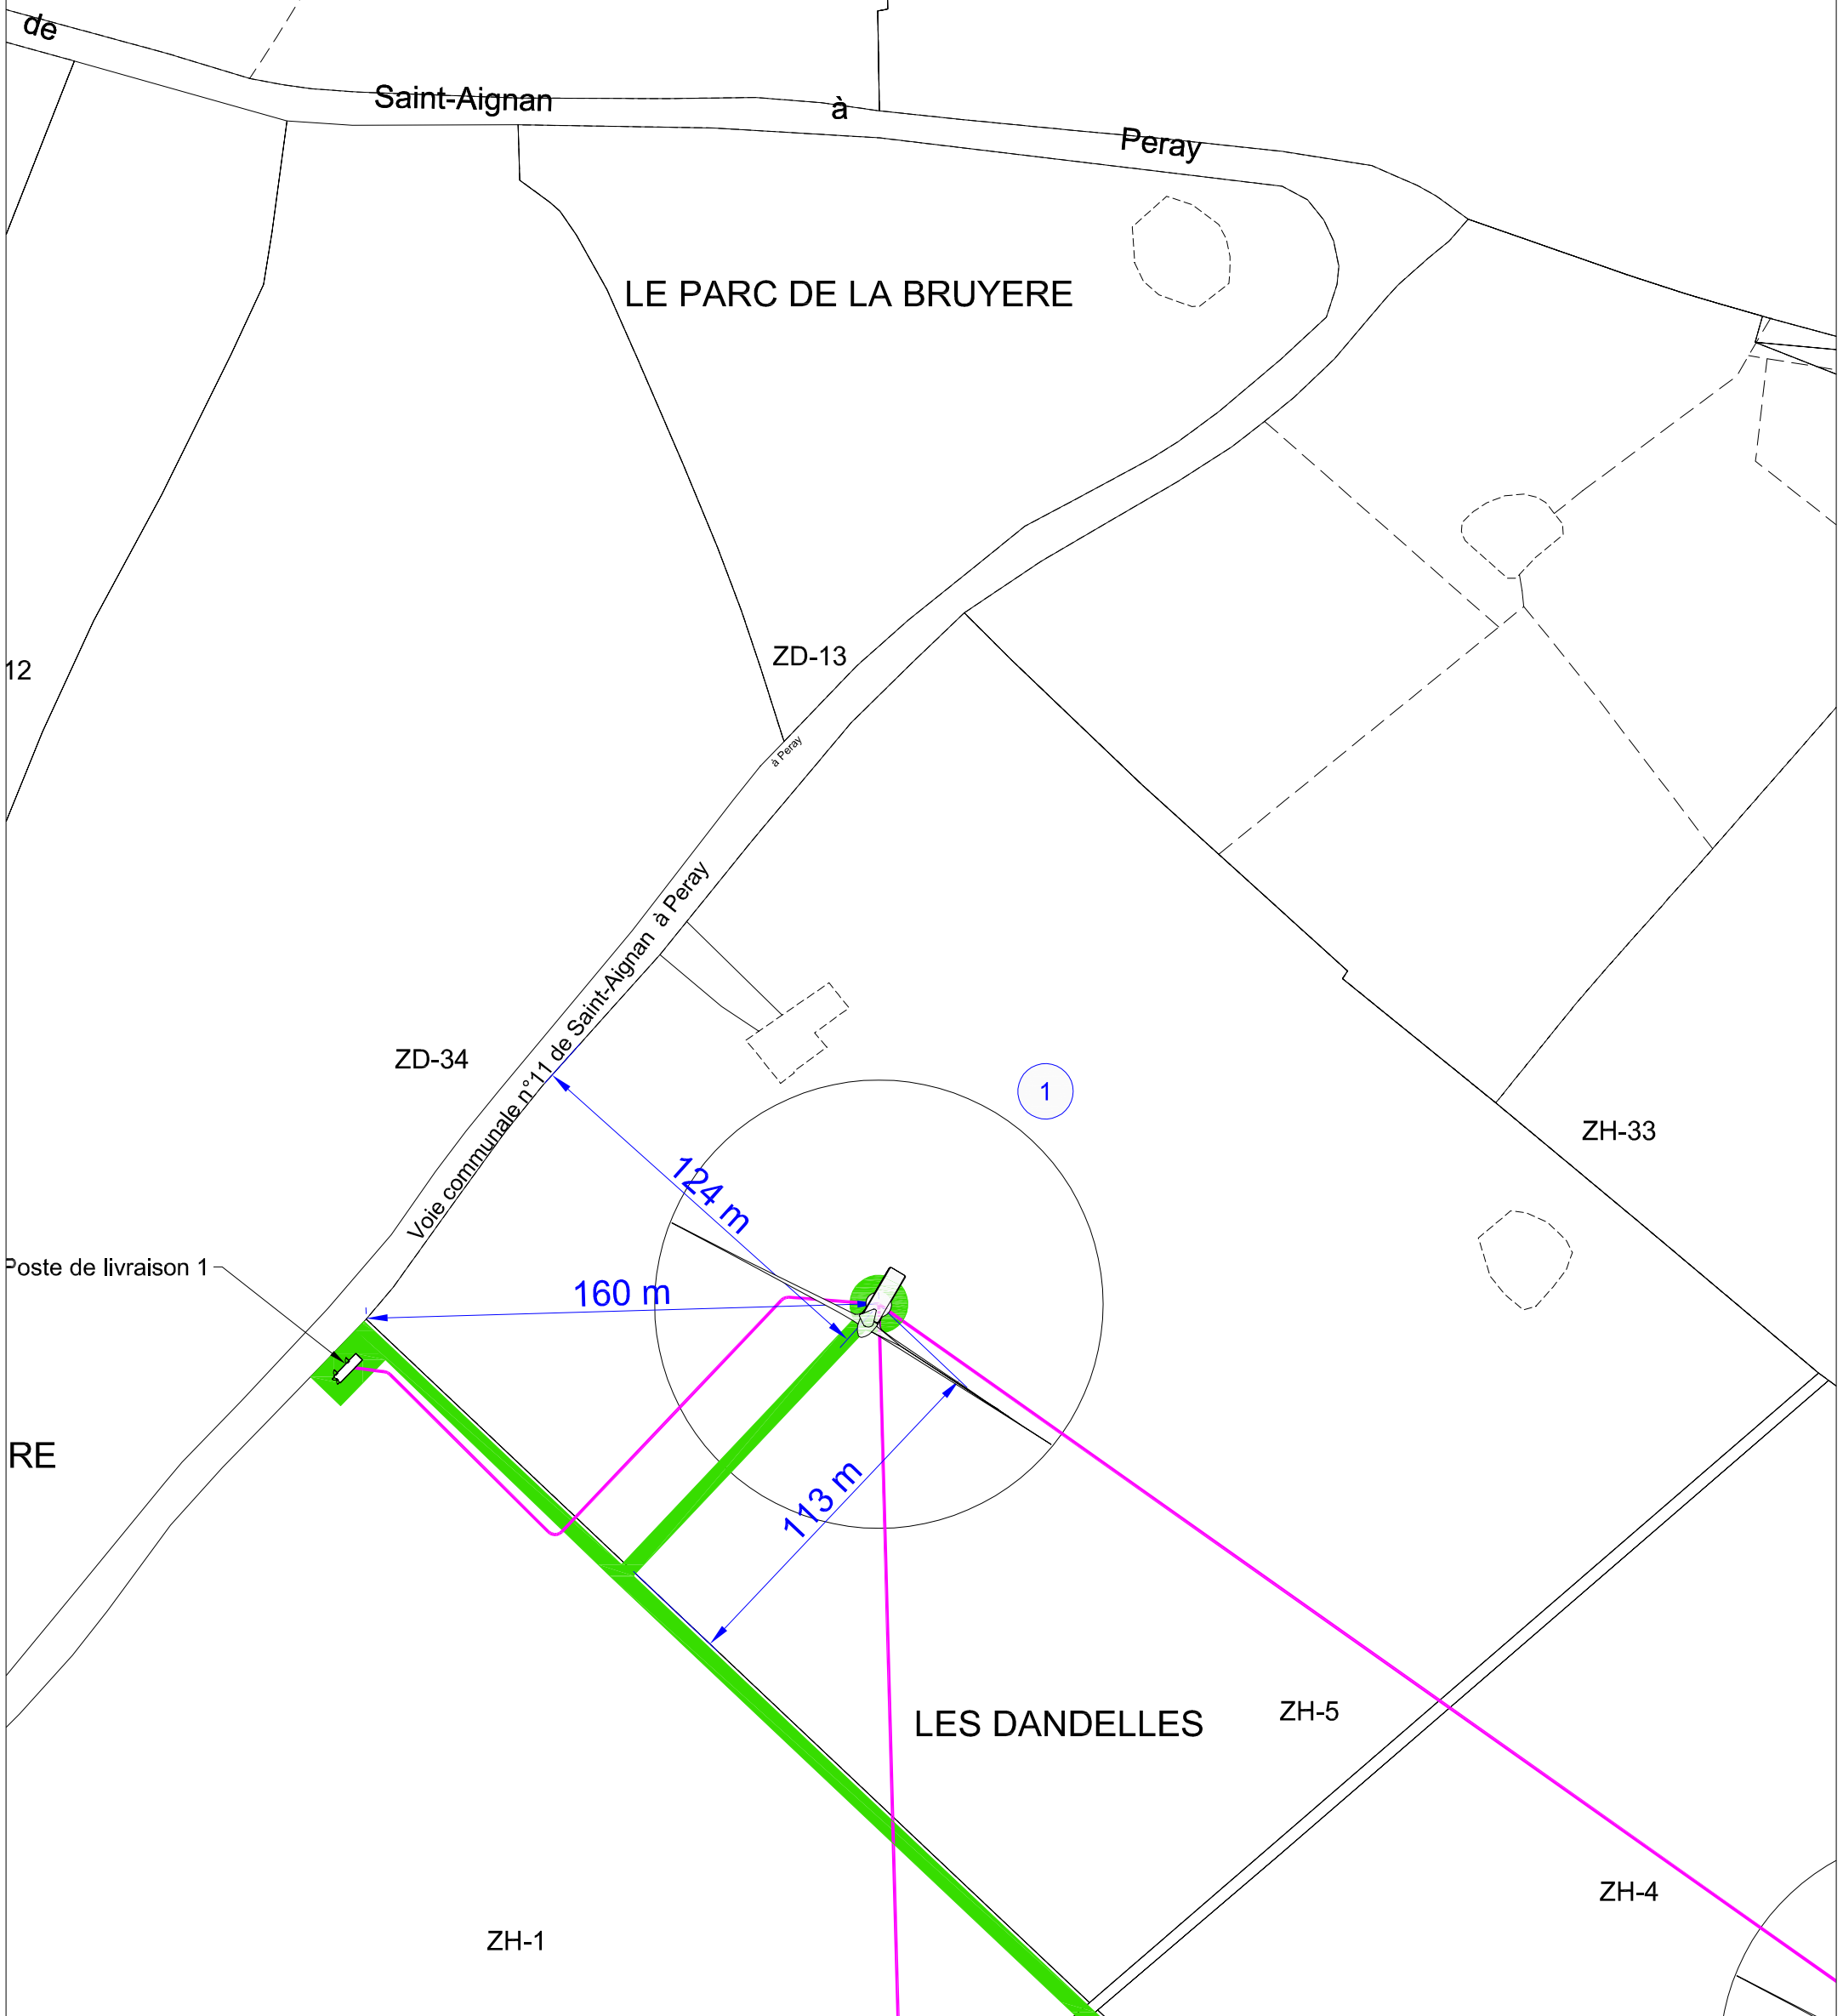 de
Saint-Aignan
à
Peray
LE PARC DE LA BRUYERE
ZD-13
12
à Peray
Voie communale n°11 de Saint-Aignan à Peray
ZD-34
1
ZH-33
124 m
Poste de livraison 1
160 m
RE
113 m
LES DANDELLES
ZH-5
ZH-4
ZH-1